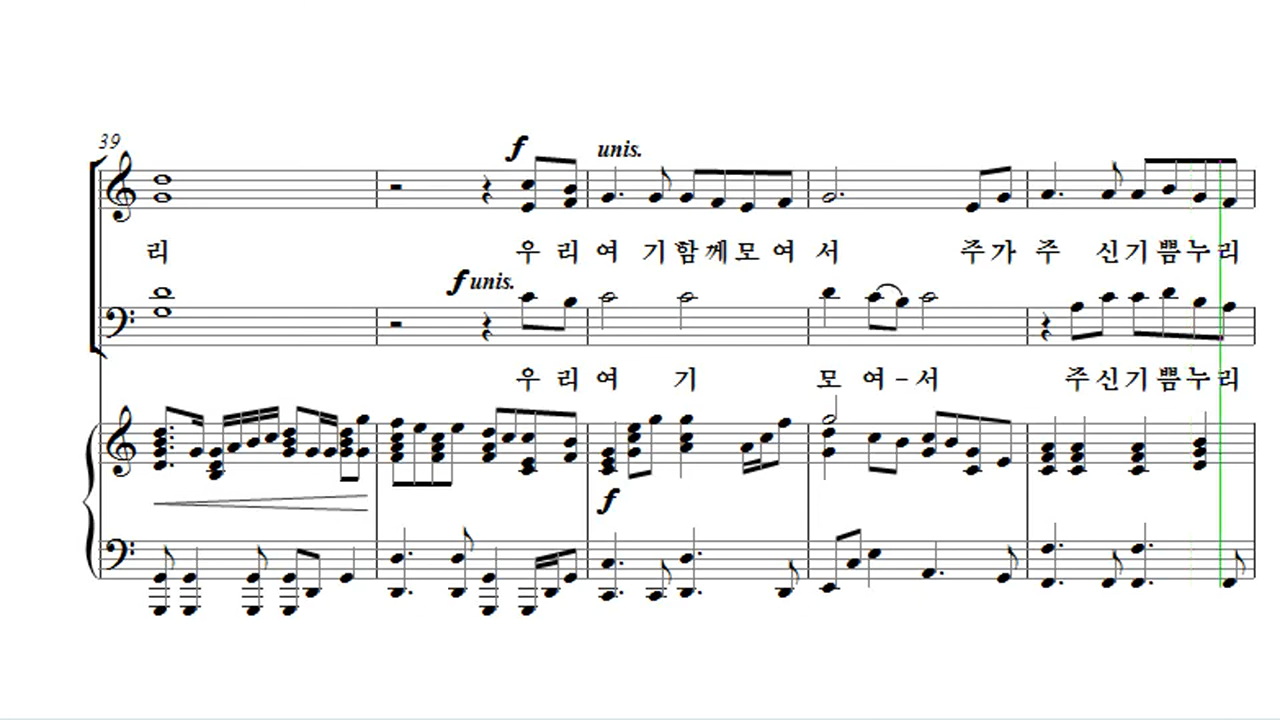 39
f unis.
리 우 리 여 기 함 께 모 여 서 주 가 주 신 기 쁨 누 리
f unis.
우 리 여 기 모 여 - 서 주 신 기 쁨 누 리
f